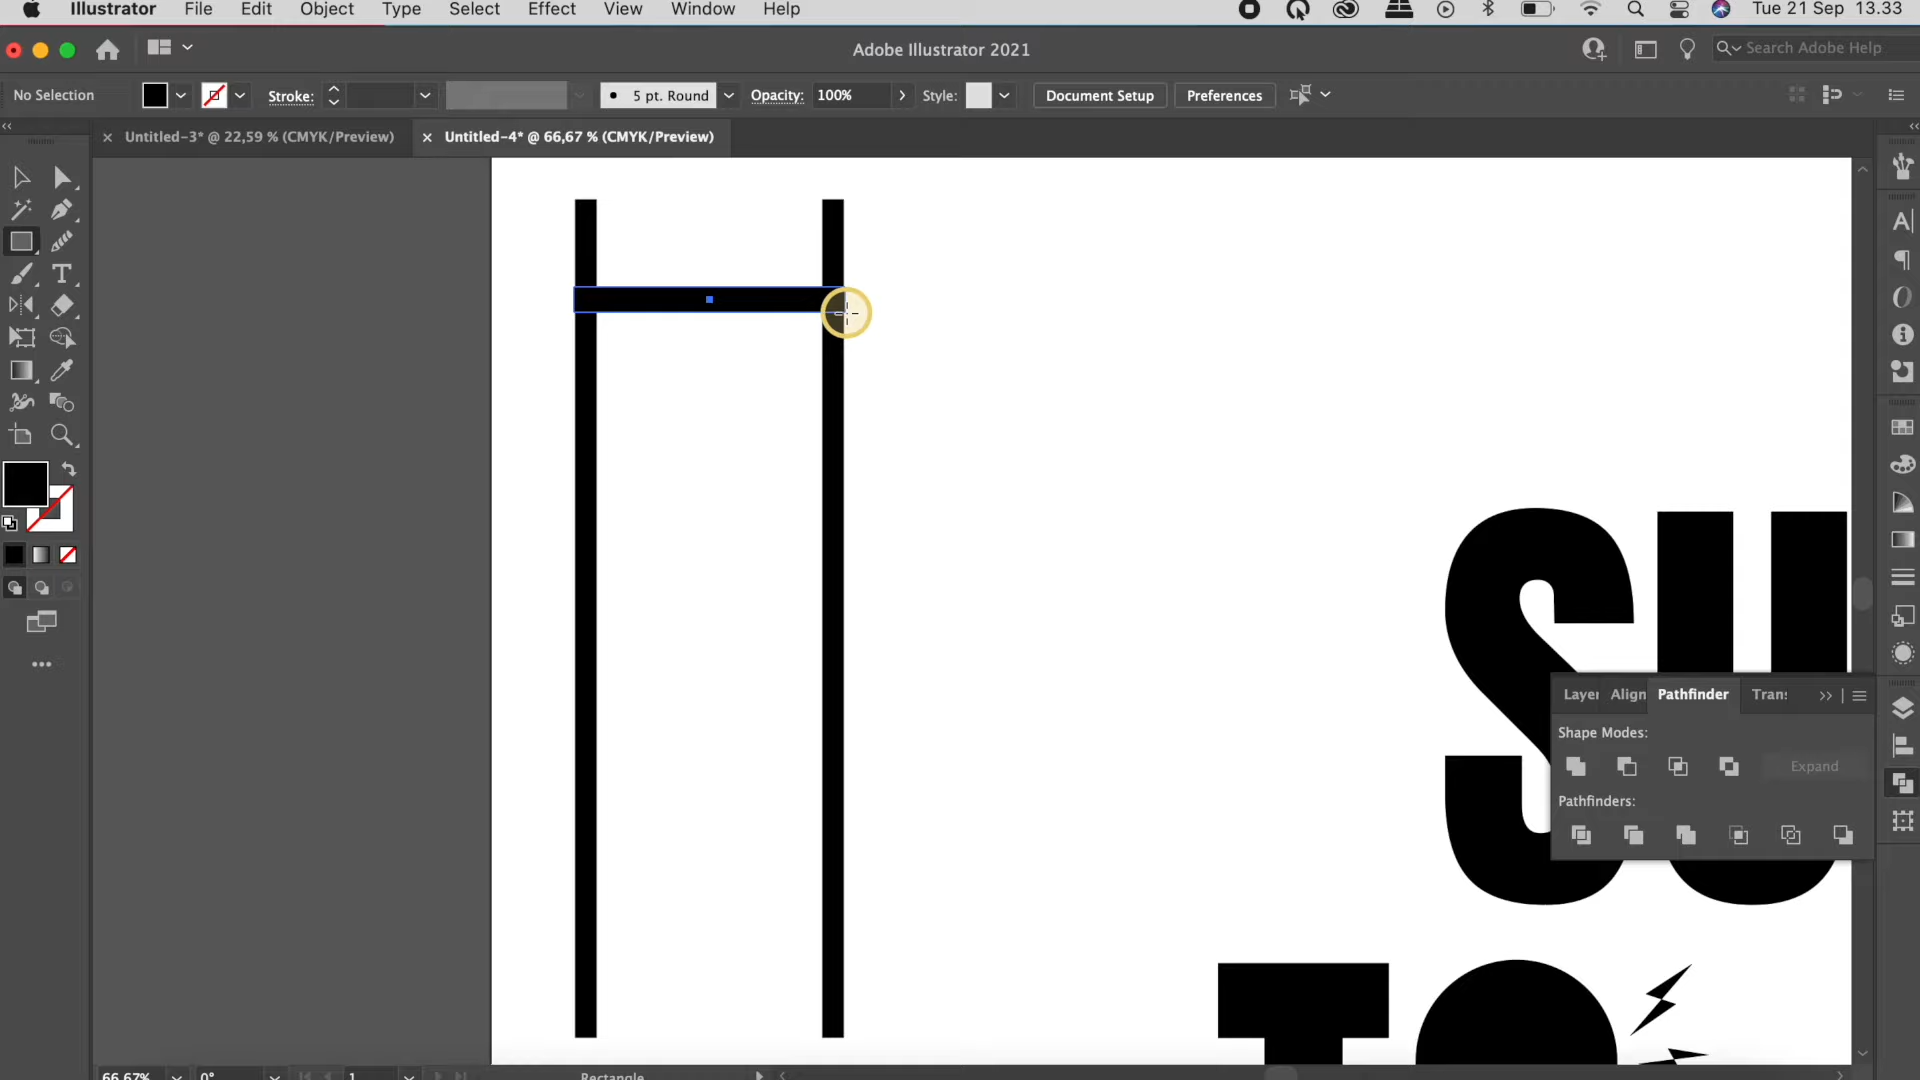 Illustrator File Edit Object Type Select Effect View Window Help Tue 21 Sep 13.33
Adobe Illustrator 2021
Search Adobe Help
No Selection Stroke: 5 pt. Round Opacity: 100% Style: Document Setup Preferences
Untitled-3* @ 22,59 % (CMYK/Preview) Untitled-4* @ 66,67 % (CMYK/Preview)
SU
Layer Align Pathfinder Trans
Shape Modes:
Expand
Pathfinders:
TO
66,67% 0° 1 Rectangle